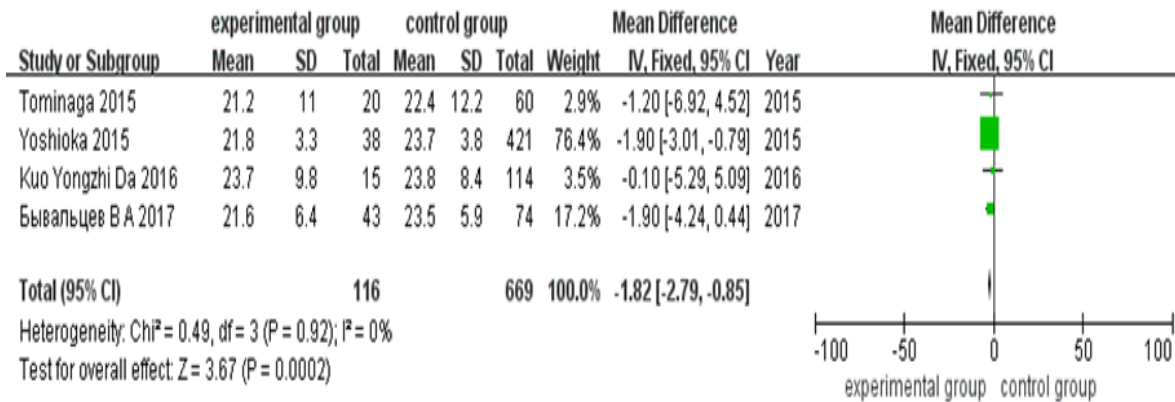 experimental group control group Mean Difference Mean Difference
Study or Subgroup Mean SD Total Mean SD Total Weight IV, Fixed, 95% CI Year IV, Fixed, 95% CI
Tominaga 2015 21.2 11 20 22.4 12.2 60 2.9% -1.20 [-6.92, 4.52] 2015
Yoshioka 2015 21.8 3.3 38 23.7 3.8 421 76.4% -1.90 [-3.01, -0.79] 2015
Kuo Yongzhi Da 2016 23.7 9.8 15 23.8 8.4 114 3.5% -0.10 [-5.29, 5.09] 2016
Бывальцев В А 2017 21.6 6.4 43 23.5 5.9 74 17.2% -1.90 [-4.24, 0.44] 2017
Total (95% CI) 116 669 100.0% -1.82 [-2.79, -0.85]
Heterogeneity: Chi² = 0.49, df = 3 (P = 0.92); I² = 0%
Test for overall effect: Z = 3.67 (P = 0.0002)
-100 -50 0 50 100
experimental group control group